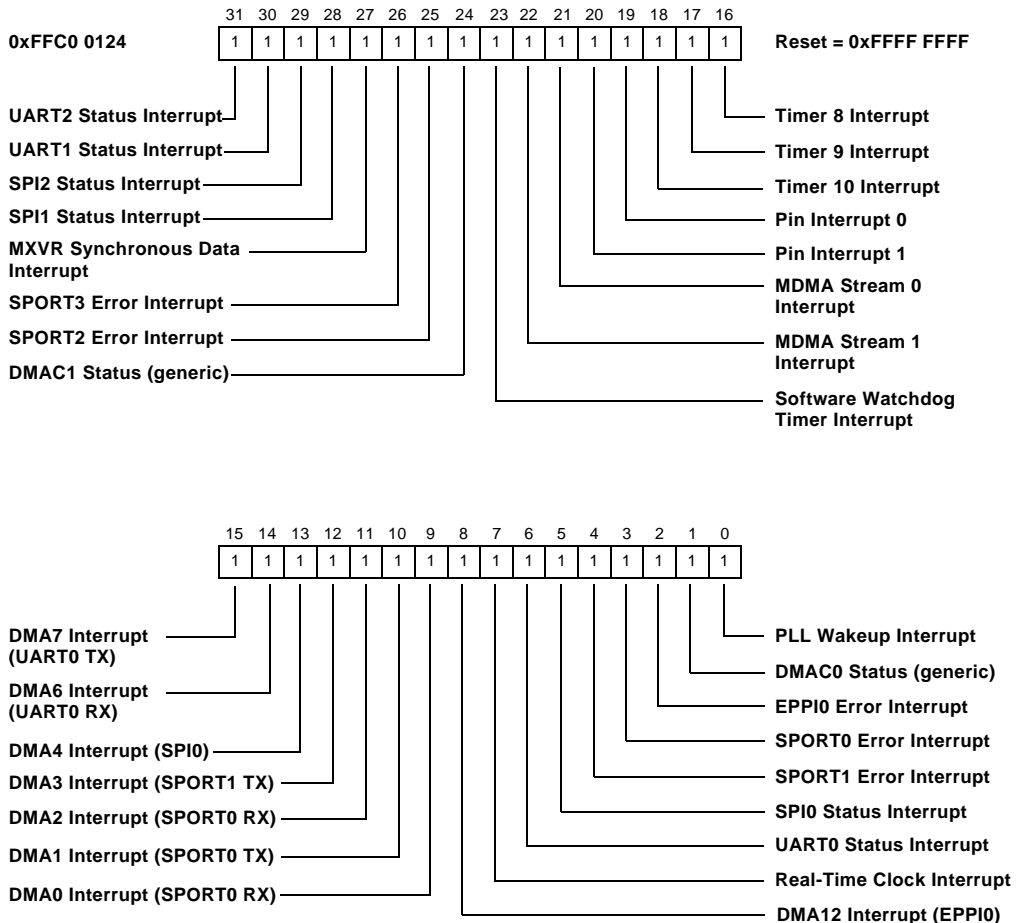 31 30 29 28 27 26 25 24 23 22 21 20 19 18 17 16
0xFFC0 0124
1 1 1 1 1 1 1 1 1 1 1 1 1 1 1 1
Reset = 0xFFFF FFFF
UART2 Status Interrupt
UART1 Status Interrupt
SPI2 Status Interrupt
SPI1 Status Interrupt
MXVR Synchronous Data
Interrupt
SPORT3 Error Interrupt
SPORT2 Error Interrupt
DMAC1 Status (generic)
Timer 8 Interrupt
Timer 9 Interrupt
Timer 10 Interrupt
Pin Interrupt 0
Pin Interrupt 1
MDMA Stream 0
Interrupt
MDMA Stream 1
Interrupt
Software Watchdog
Timer Interrupt
15 14 13 12 11 10 9 8 7 6 5 4 3 2 1 0
1 1 1 1 1 1 1 1 1 1 1 1 1 1 1 1
DMA7 Interrupt
(UART0 TX)
DMA6 Interrupt
(UART0 RX)
DMA4 Interrupt (SPI0)
DMA3 Interrupt (SPORT1 TX)
DMA2 Interrupt (SPORT0 RX)
DMA1 Interrupt (SPORT0 TX)
DMA0 Interrupt (SPORT0 RX)
PLL Wakeup Interrupt
DMAC0 Status (generic)
EPPI0 Error Interrupt
SPORT0 Error Interrupt
SPORT1 Error Interrupt
SPI0 Status Interrupt
UART0 Status Interrupt
Real-Time Clock Interrupt
DMA12 Interrupt (EPPI0)